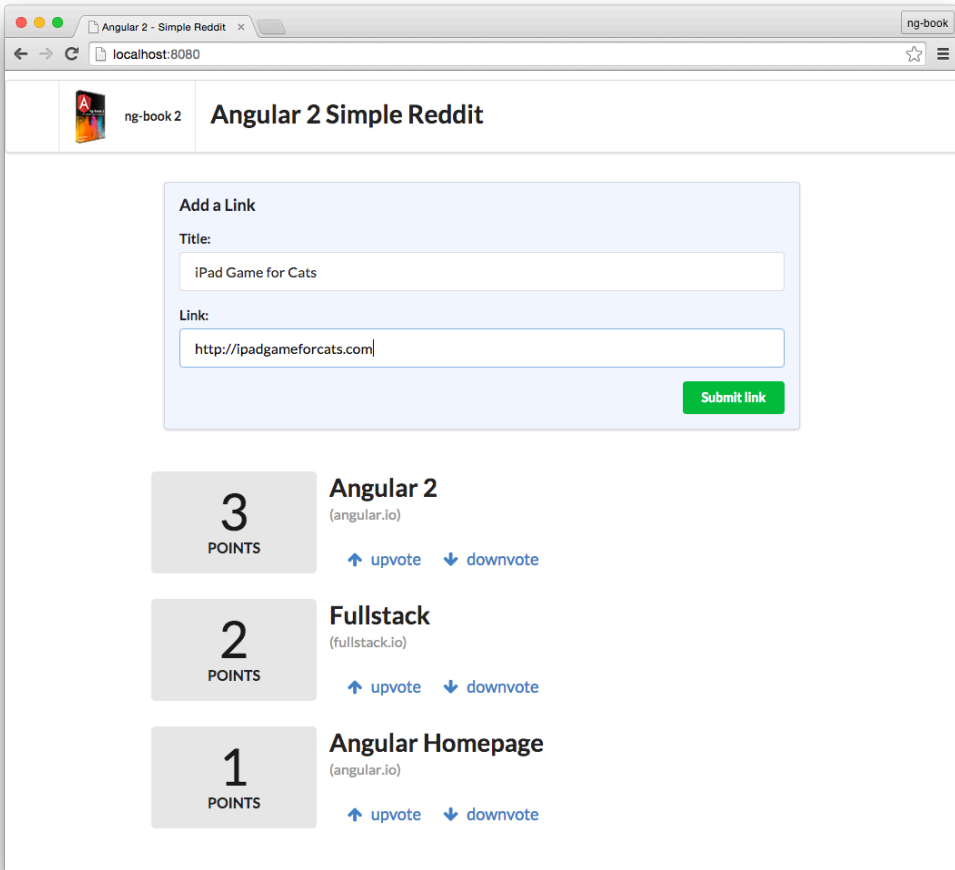 Angular 2 - Simple Reddit
ng-book
localhost:8080
ng-book 2
Angular 2 Simple Reddit
Add a Link
Title:
iPad Game for Cats
Link:
http://ipadgameforcats.com
Submit link
3
POINTS
Angular 2
(angular.io)
upvote downvote
2
POINTS
Fullstack
(fullstack.io)
upvote downvote
1
POINTS
Angular Homepage
(angular.io)
upvote downvote